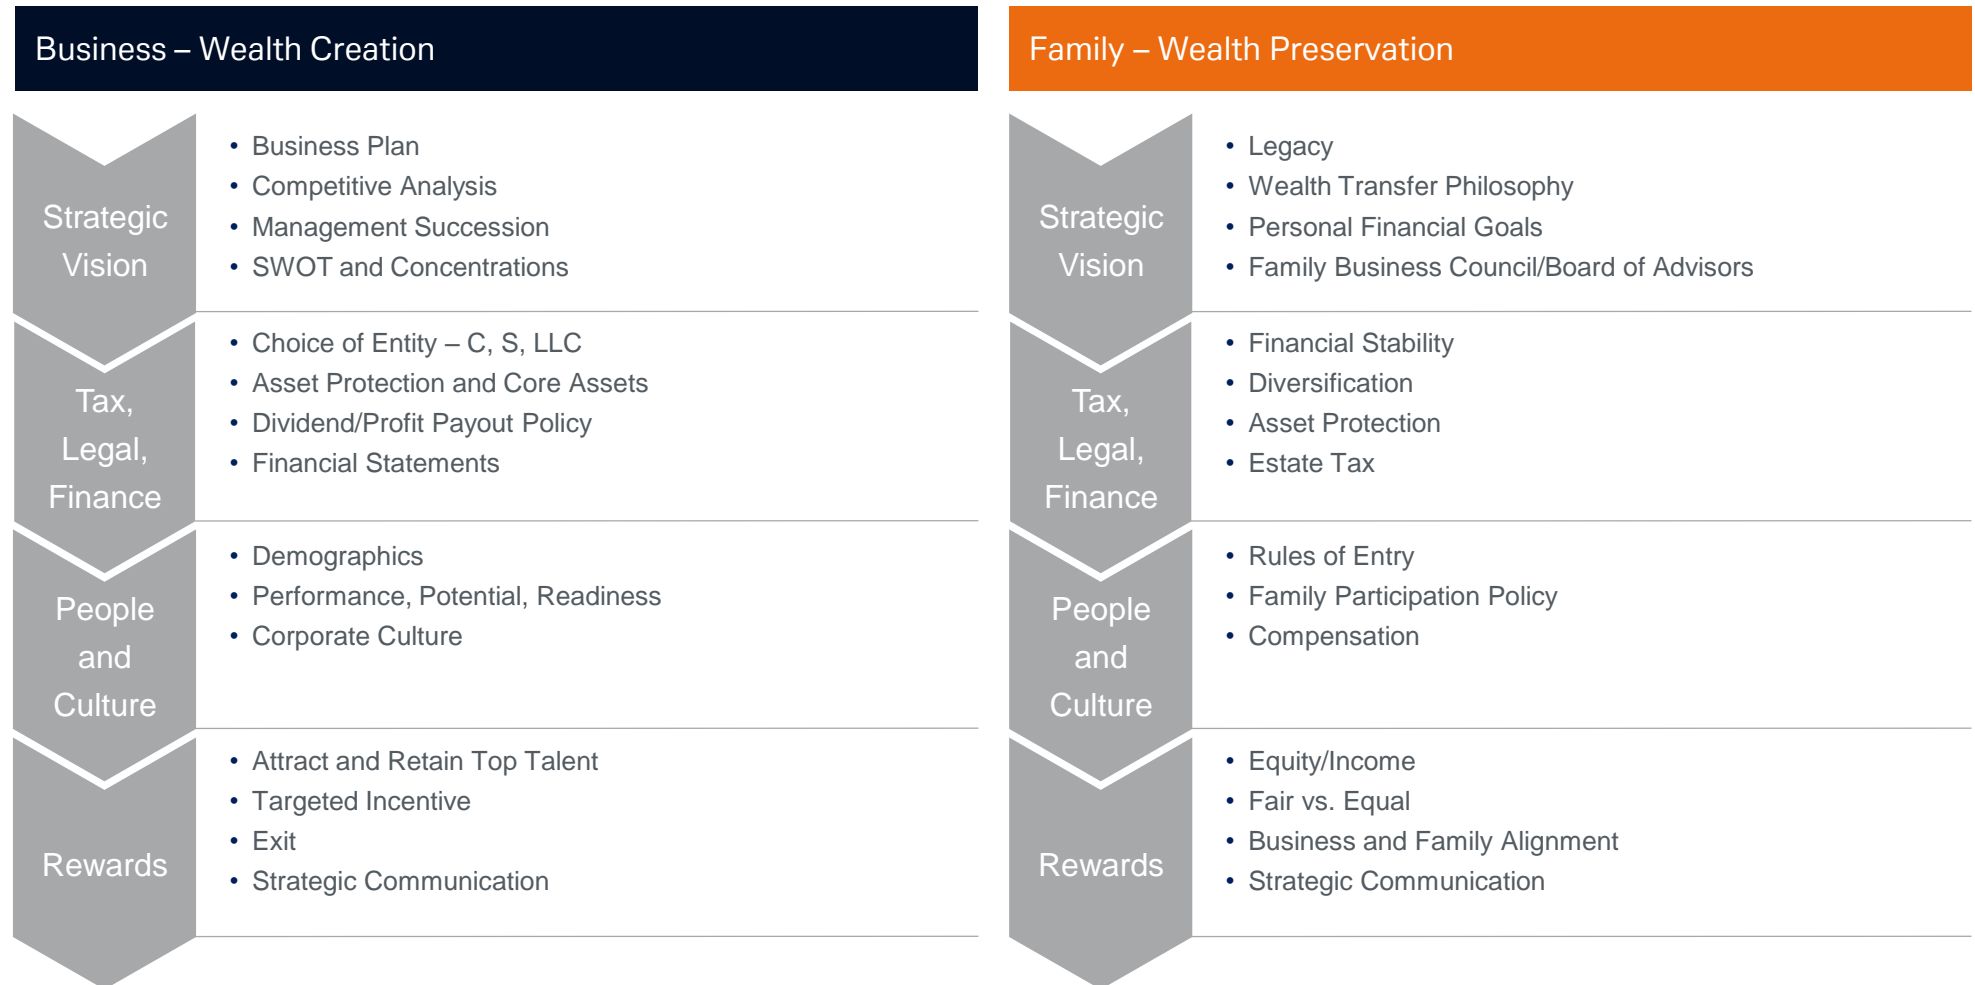 Business – Wealth Creation
Strategic
Vision
• Business Plan
• Competitive Analysis
• Management Succession
• SWOT and Concentrations
Tax,
Legal,
Finance
• Choice of Entity – C, S, LLC
• Asset Protection and Core Assets
• Dividend/Profit Payout Policy
• Financial Statements
People
and
Culture
• Demographics
• Performance, Potential, Readiness
• Corporate Culture
Rewards
• Attract and Retain Top Talent
• Targeted Incentive
• Exit
• Strategic Communication
Family – Wealth Preservation
Strategic
Vision
• Legacy
• Wealth Transfer Philosophy
• Personal Financial Goals
• Family Business Council/Board of Advisors
Tax,
Legal,
Finance
• Financial Stability
• Diversification
• Asset Protection
• Estate Tax
People
and
Culture
• Rules of Entry
• Family Participation Policy
• Compensation
Rewards
• Equity/Income
• Fair vs. Equal
• Business and Family Alignment
• Strategic Communication